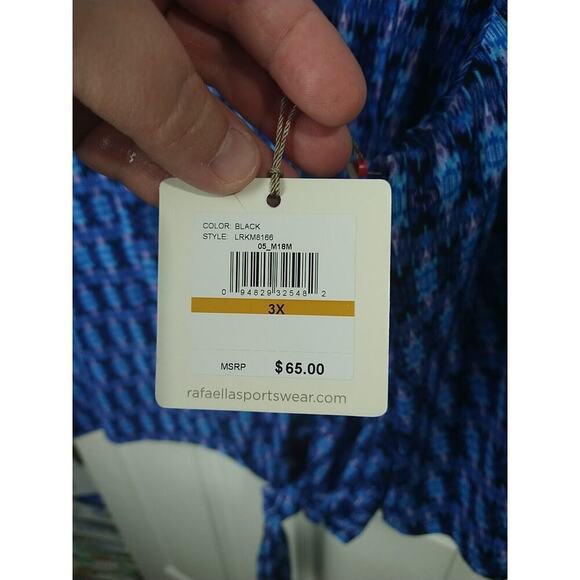 COLOR: BLACK
STYLE: LRKM8166
05_M18M
0 94829 32548 2
3X
MSRP $65.00
rafaellasportswear.com